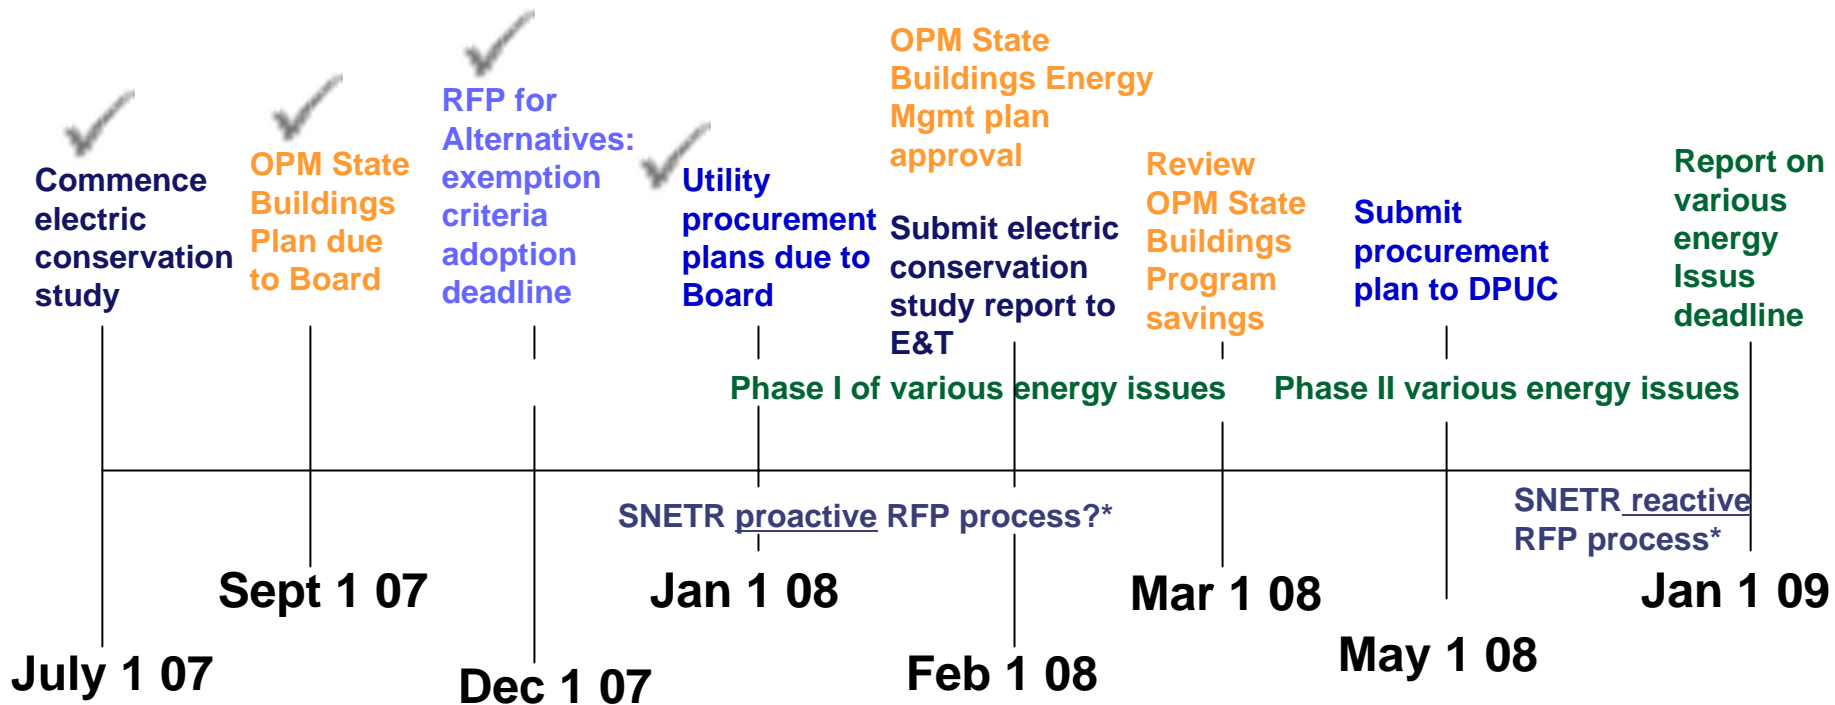 Commence
electric
conservation
study
OPM State
Buildings
Plan due
to Board
RFP for
Alternatives:
exemption
criteria
adoption
deadline
Utility
procurement
plans due to
Board
OPM State
Buildings Energy
Mgmt plan
approval
Submit electric
conservation
study report to
E&T
Review
OPM State
Buildings
Program
savings
Submit
procurement
plan to DPUC
Report on
various
energy
Issus
deadline
Phase I of various energy issues
Phase II various energy issues
SNETR proactive RFP process?*
SNETR reactive
RFP process*
July 1 07
Sept 1 07
Dec 1 07
Jan 1 08
Feb 1 08
Mar 1 08
May 1 08
Jan 1 09